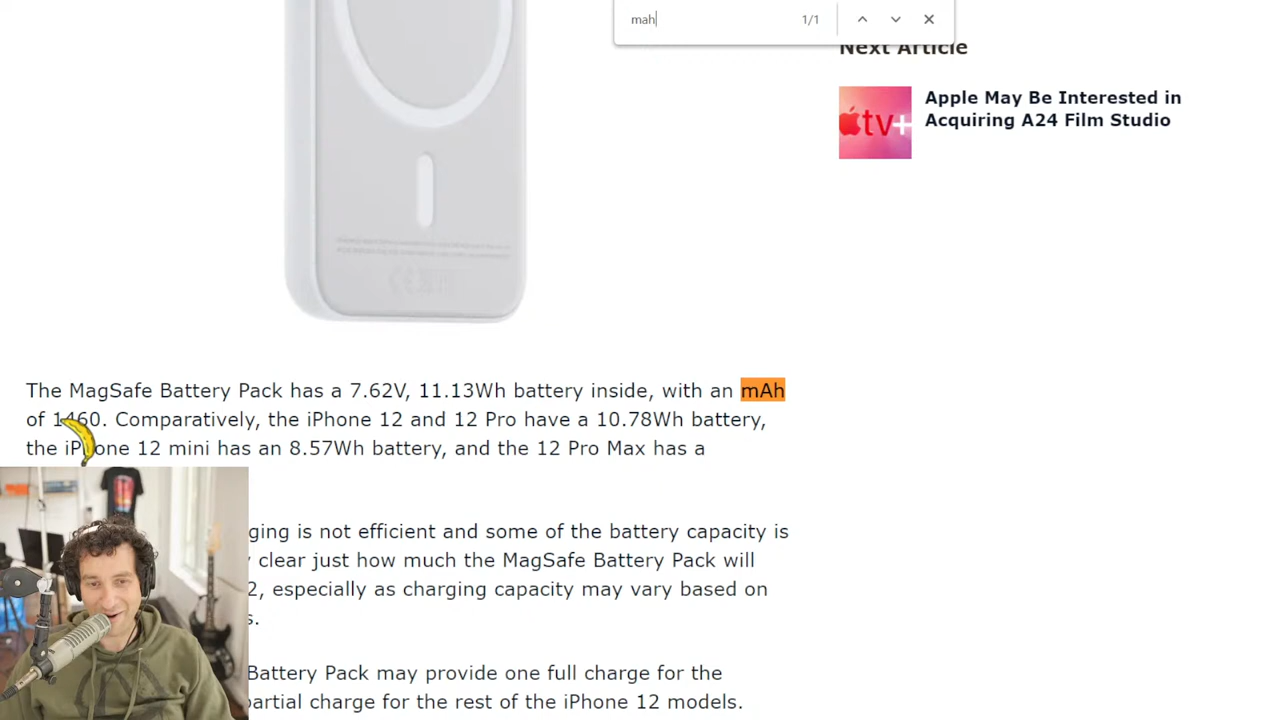 mah
1/1
Next Article
Apple May Be Interested in
Acquiring A24 Film Studio
tv+
The MagSafe Battery Pack has a 7.62V, 11.13Wh battery inside, with an mAh
of 1460. Comparatively, the iPhone 12 and 12 Pro have a 10.78Wh battery,
the iPhone 12 mini has an 8.57Wh battery, and the 12 Pro Max has a
is not efficient and some of the battery capacity is
clear just how much the MagSafe Battery Pack will
especially as charging capacity may vary based on
Battery Pack may provide one full charge for the
partial charge for the rest of the iPhone 12 models.